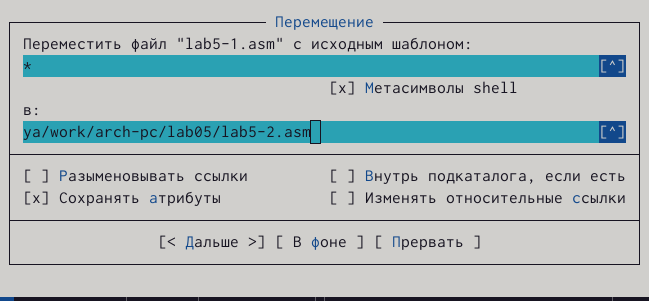 Перемещение
Переместить файл "lab5-1.asm" с исходным шаблоном:
* [^]
[x] Метасимволы shell
в:
ya/work/arch-pc/lab05/lab5-2.asm [^]
[ ] Разыменовывать ссылки [ ] Внутрь подкаталога, если есть
[x] Сохранять атрибуты [ ] Изменять относительные ссылки
[< Дальше >] [ В фоне ] [ Прервать ]